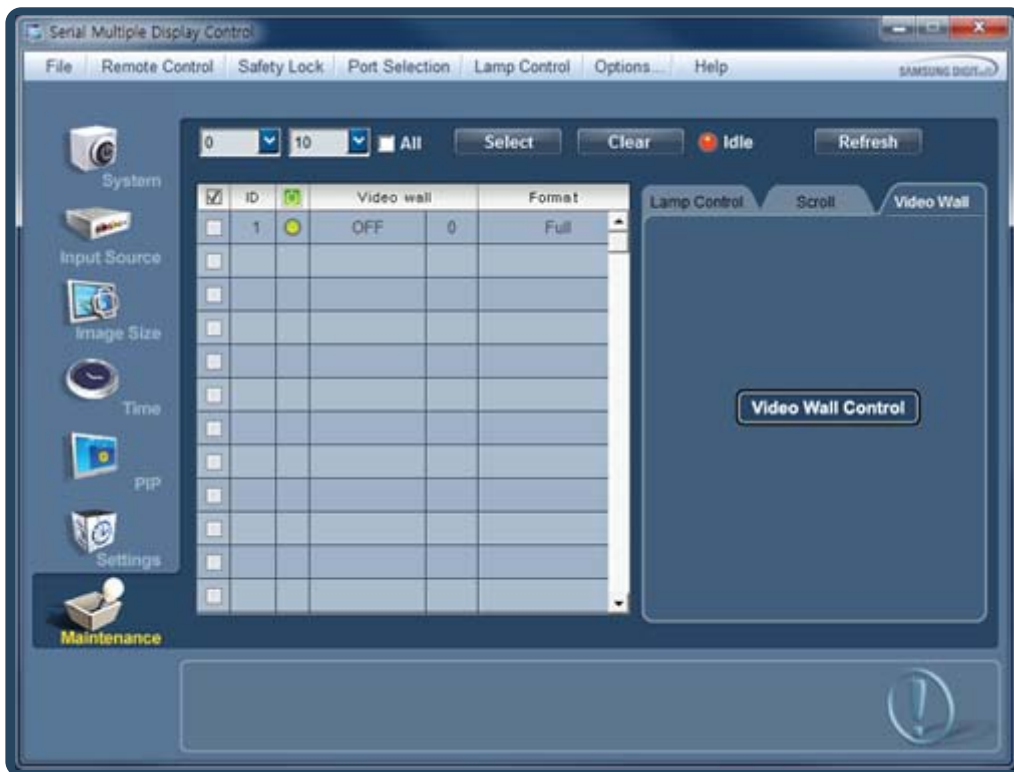 Serial Multiple Display Control
File Remote Control Safety Lock Port Selection Lamp Control Options... Help
0 10 All Select Clear Idle Refresh
System
Input Source
Image Size
Time
PIP
Settings
Maintenance
ID Video wall Format
1 OFF 0 Full
Lamp Control Scroll Video Wall
Video Wall Control